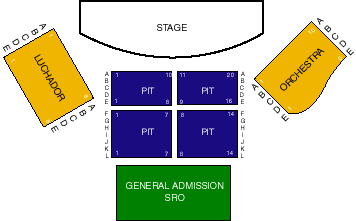 STAGE
A
B
C
D
E
LUCHADOR
A
B
C
D
E
A
B
C
D
E
1 10
PIT
1 8
11 20
PIT
9 16
A
B
C
D
E
F
G
H
I
J
K
L
1 7
PIT
1 7
8 14
PIT
8 14
F
G
H
I
J
K
L
A
B
C
D
E
ORCHESTRA
A
B
C
D
E
GENERAL ADMISSION
SRO